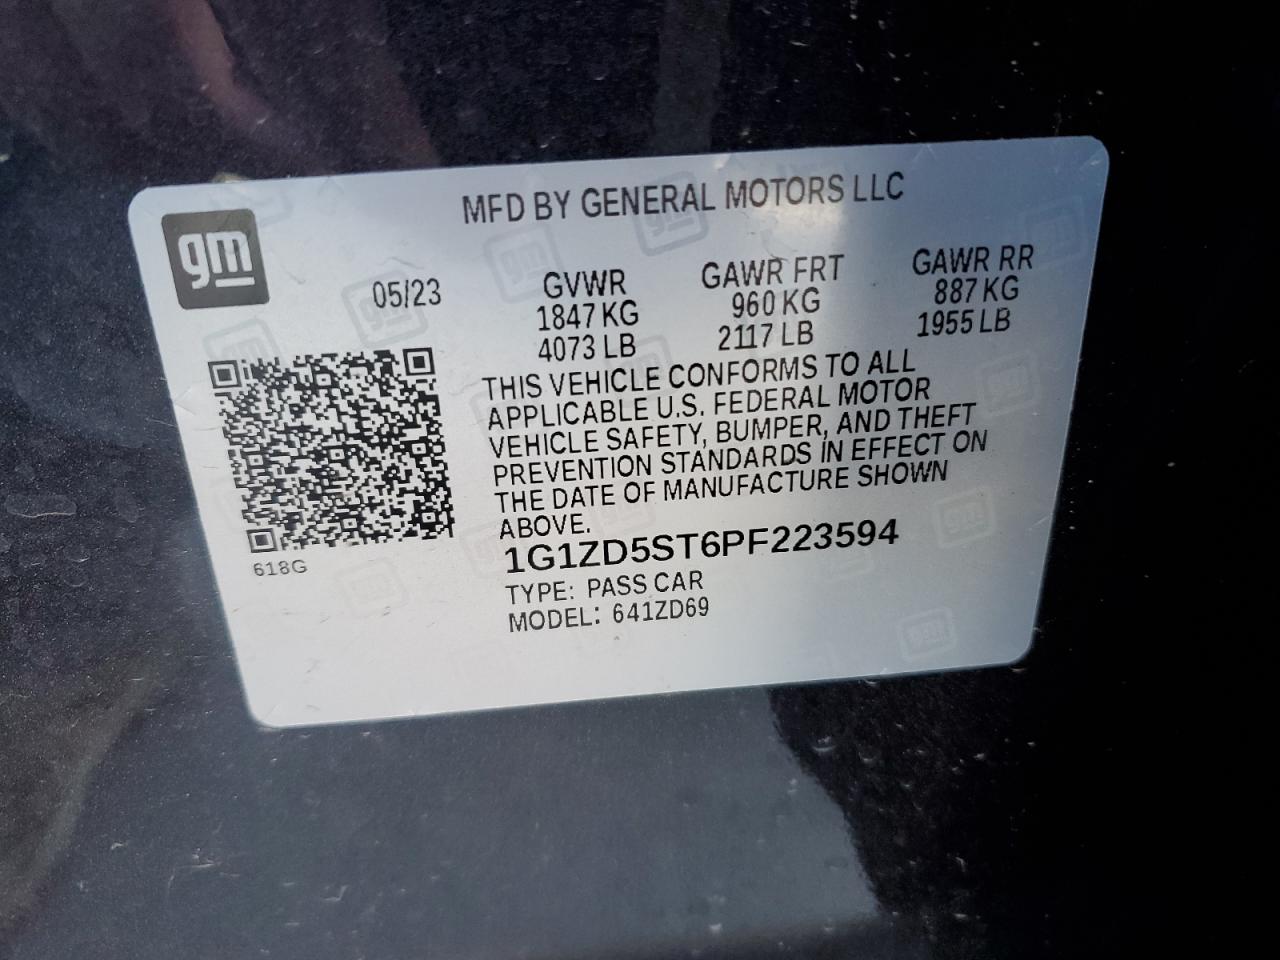 MFD BY GENERAL MOTORS LLC
gm
05/23
GVWR
1847 KG
4073 LB
GAWR FRT
960 KG
2117 LB
GAWR RR
887 KG
1955 LB
THIS VEHICLE CONFORMS TO ALL
APPLICABLE U.S. FEDERAL MOTOR
VEHICLE SAFETY, BUMPER, AND THEFT
PREVENTION STANDARDS IN EFFECT ON
THE DATE OF MANUFACTURE SHOWN
ABOVE.
1G1ZD5ST6PF223594
TYPE: PASS CAR
MODEL: 641ZD69
618G